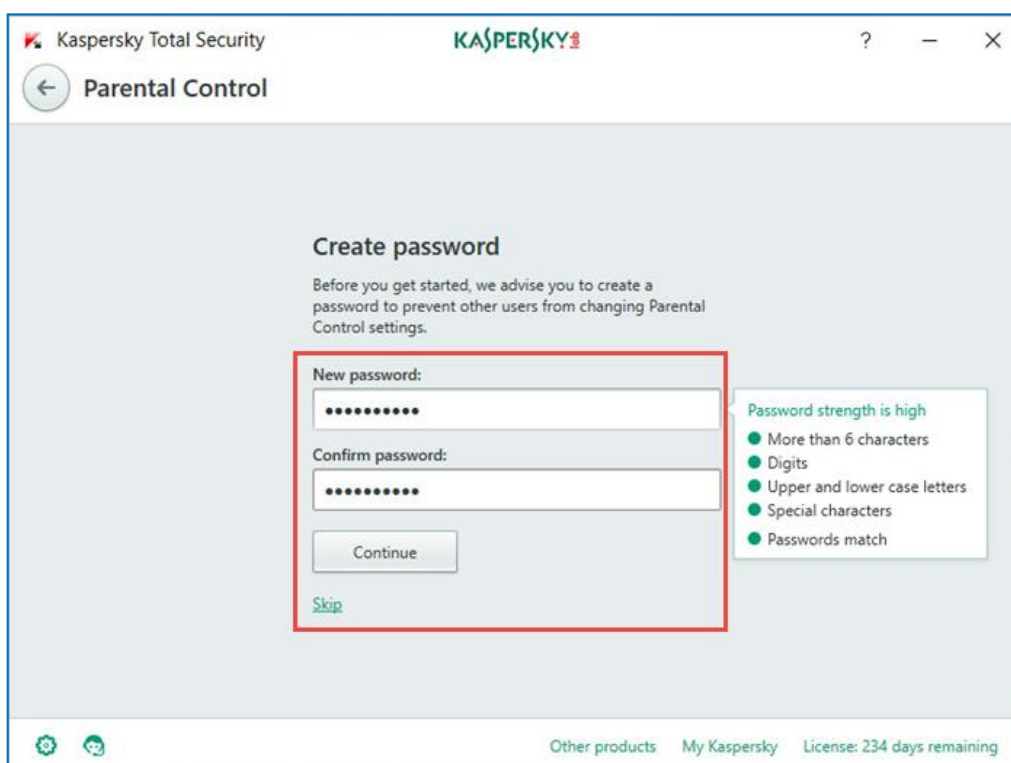 Kaspersky Total Security
KASPERSKY lab
?
Parental Control
Create password
Before you get started, we advise you to create a
password to prevent other users from changing Parental
Control settings.
New password:
••••••••••
Confirm password:
••••••••••
Continue
Skip
Password strength is high
More than 6 characters
Digits
Upper and lower case letters
Special characters
Passwords match
Other products My Kaspersky License: 234 days remaining